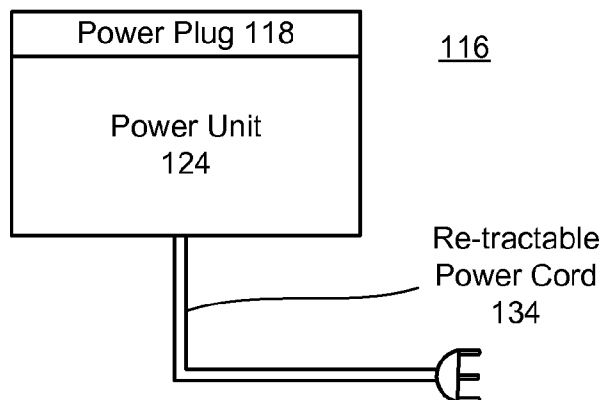 Power Plug 118
116
Power Unit
124
Re-tractable
Power Cord
134